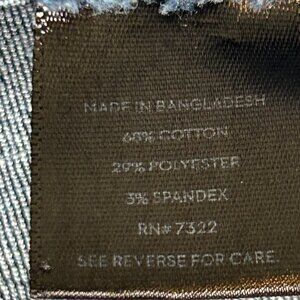 MADE IN BANGLADESH
68% COTTON
29% POLYESTER
3% SPANDEX
RN# 7322
SEE REVERSE FOR CARE.